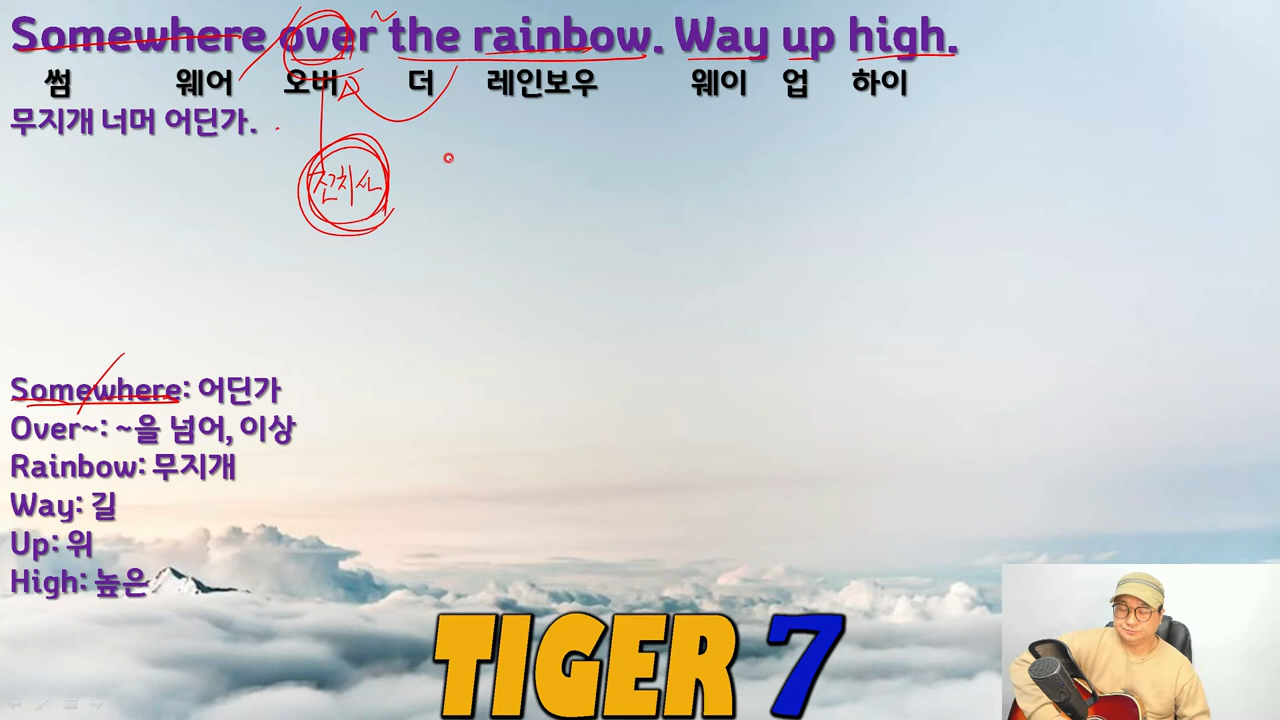 Somewhere over ~ the rainbow. Way up high.
썸 웨어 오버 더 레인보우 웨이 업 하이
무지개 너머 어딘가.
전치사
Somewhere: 어딘가
Over~: ~을 넘어, 이상
Rainbow: 무지개
Way: 길
Up: 위
High: 높은
TIGER 7